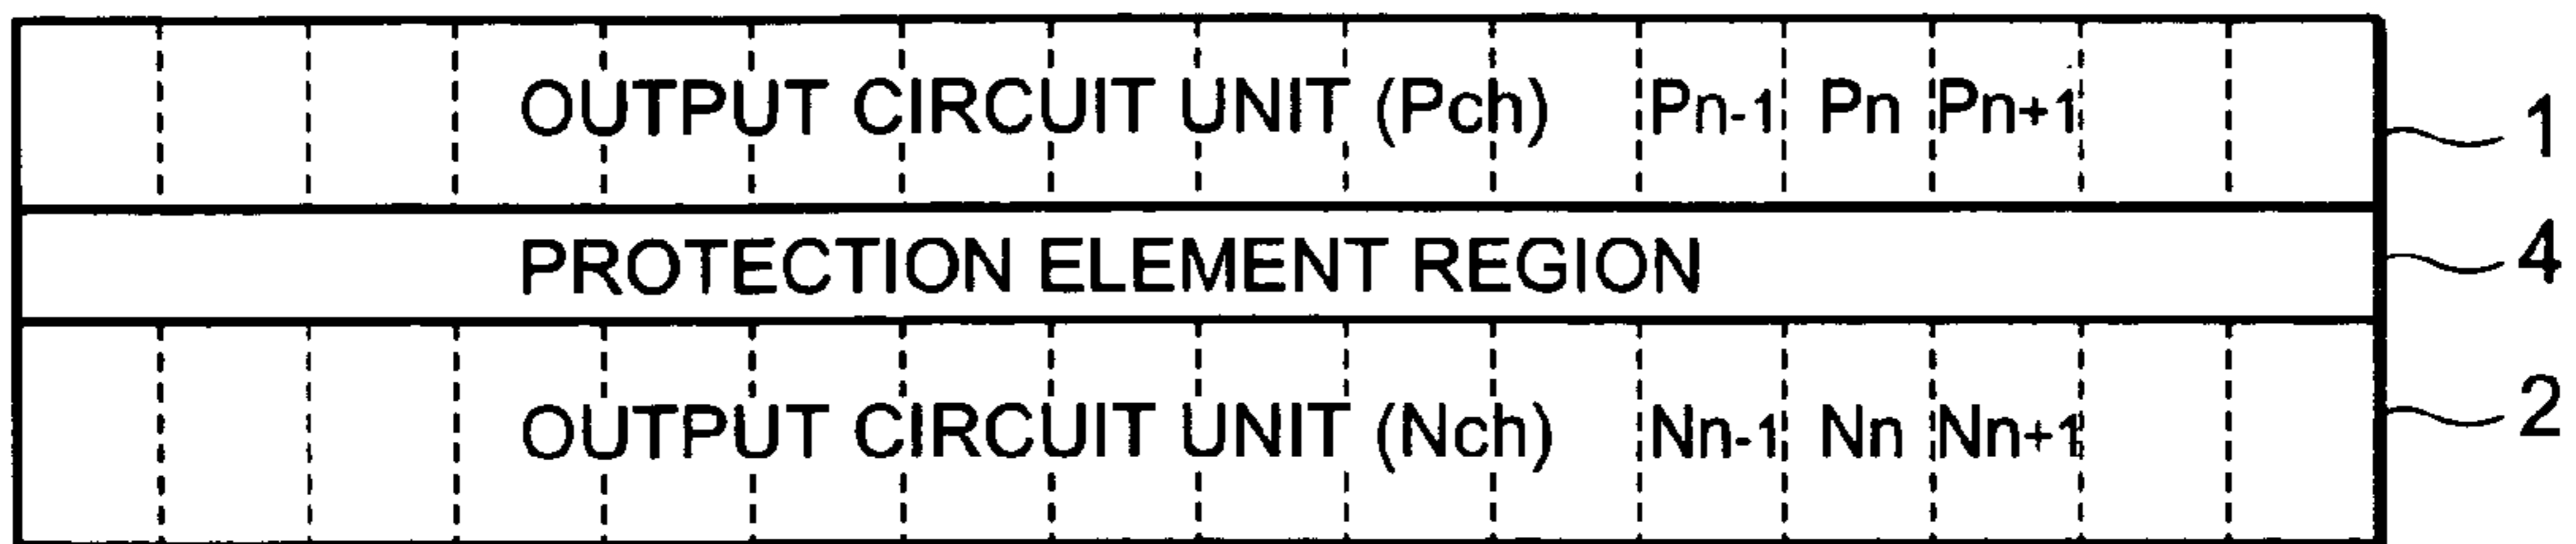 OUTPUT CIRCUIT UNIT (Pch) Pn-1 Pn Pn+1 1
PROTECTION ELEMENT REGION 4
OUTPUT CIRCUIT UNIT (Nch) Nn-1 Nn Nn+1 2